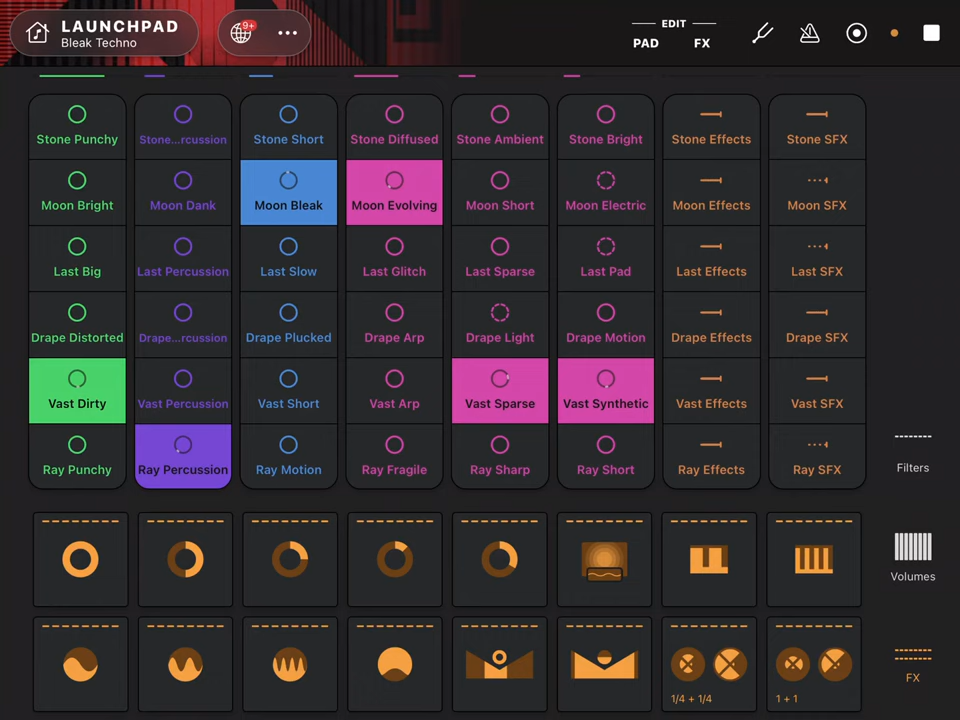 LAUNCHPAD
Bleak Techno
9+
EDIT
PAD FX
Stone Punchy Stone...rcussion Stone Short Stone Diffused Stone Ambient Stone Bright Stone Effects Stone SFX
Moon Bright Moon Dank Moon Bleak Moon Evolving Moon Short Moon Electric Moon Effects Moon SFX
Last Big Last Percussion Last Slow Last Glitch Last Sparse Last Pad Last Effects Last SFX
Drape Distorted Drape...rcussion Drape Plucked Drape Arp Drape Light Drape Motion Drape Effects Drape SFX
Vast Dirty Vast Percussion Vast Short Vast Arp Vast Sparse Vast Synthetic Vast Effects Vast SFX
Ray Punchy Ray Percussion Ray Motion Ray Fragile Ray Sharp Ray Short Ray Effects Ray SFX
Filters
Volumes
FX
1/4 + 1/4 1 + 1